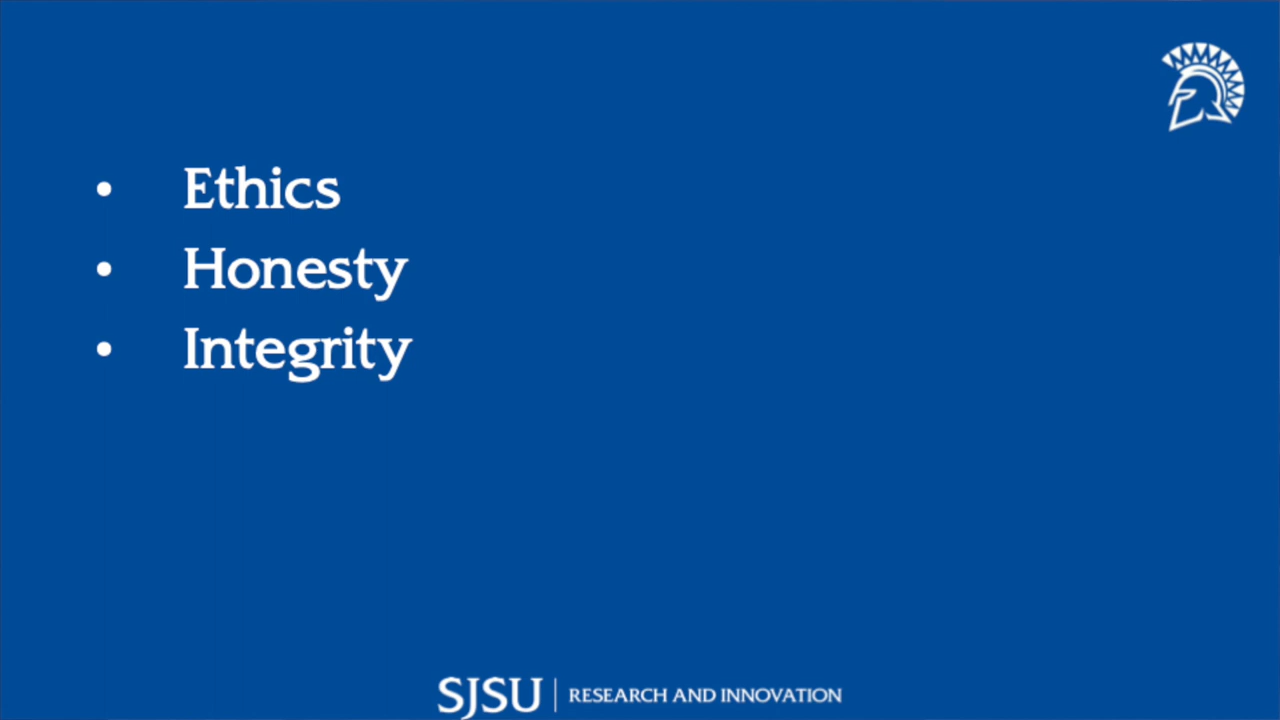 • Ethics
• Honesty
• Integrity
SJSU | RESEARCH AND INNOVATION